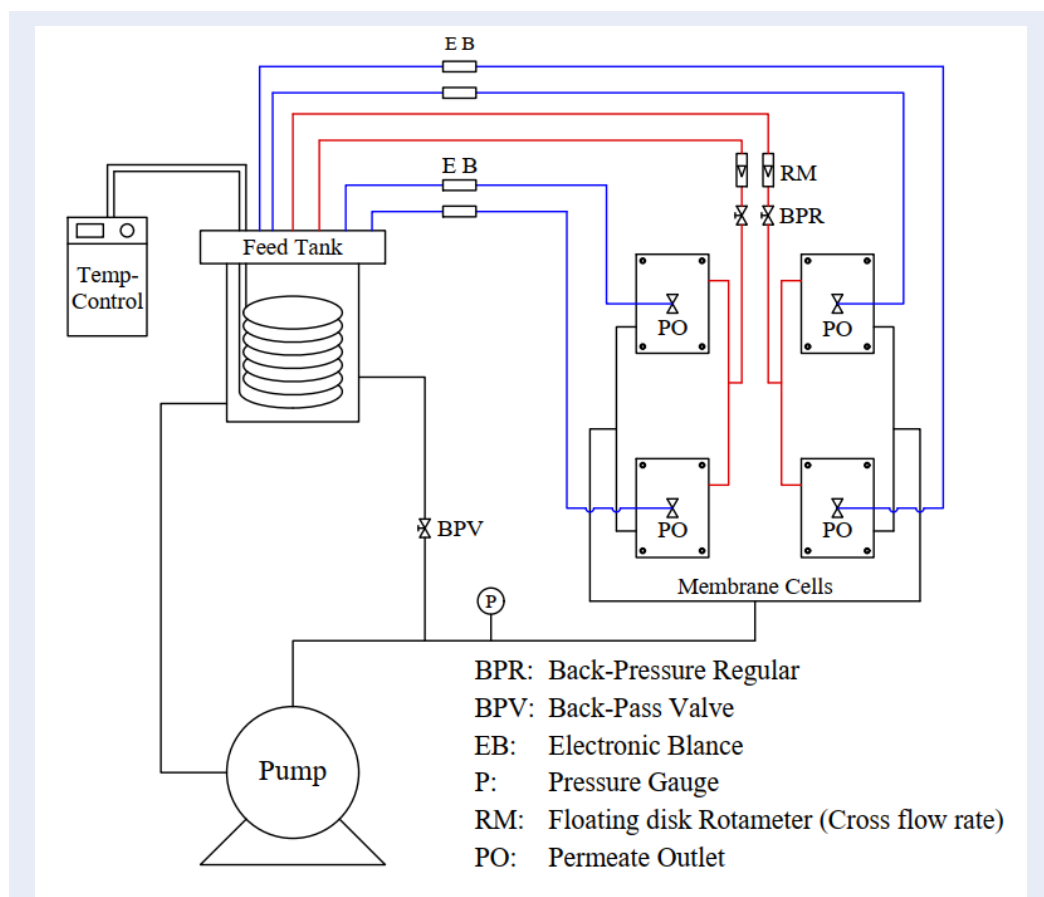 E B
E B
RM
BPR
Feed Tank
Temp-
Control
PO
PO
PO
PO
BPV
Membrane Cells
P
Pump
BPR: Back-Pressure Regular
BPV: Back-Pass Valve
EB: Electronic Blance
P: Pressure Gauge
RM: Floating disk Rotameter (Cross flow rate)
PO: Permeate Outlet